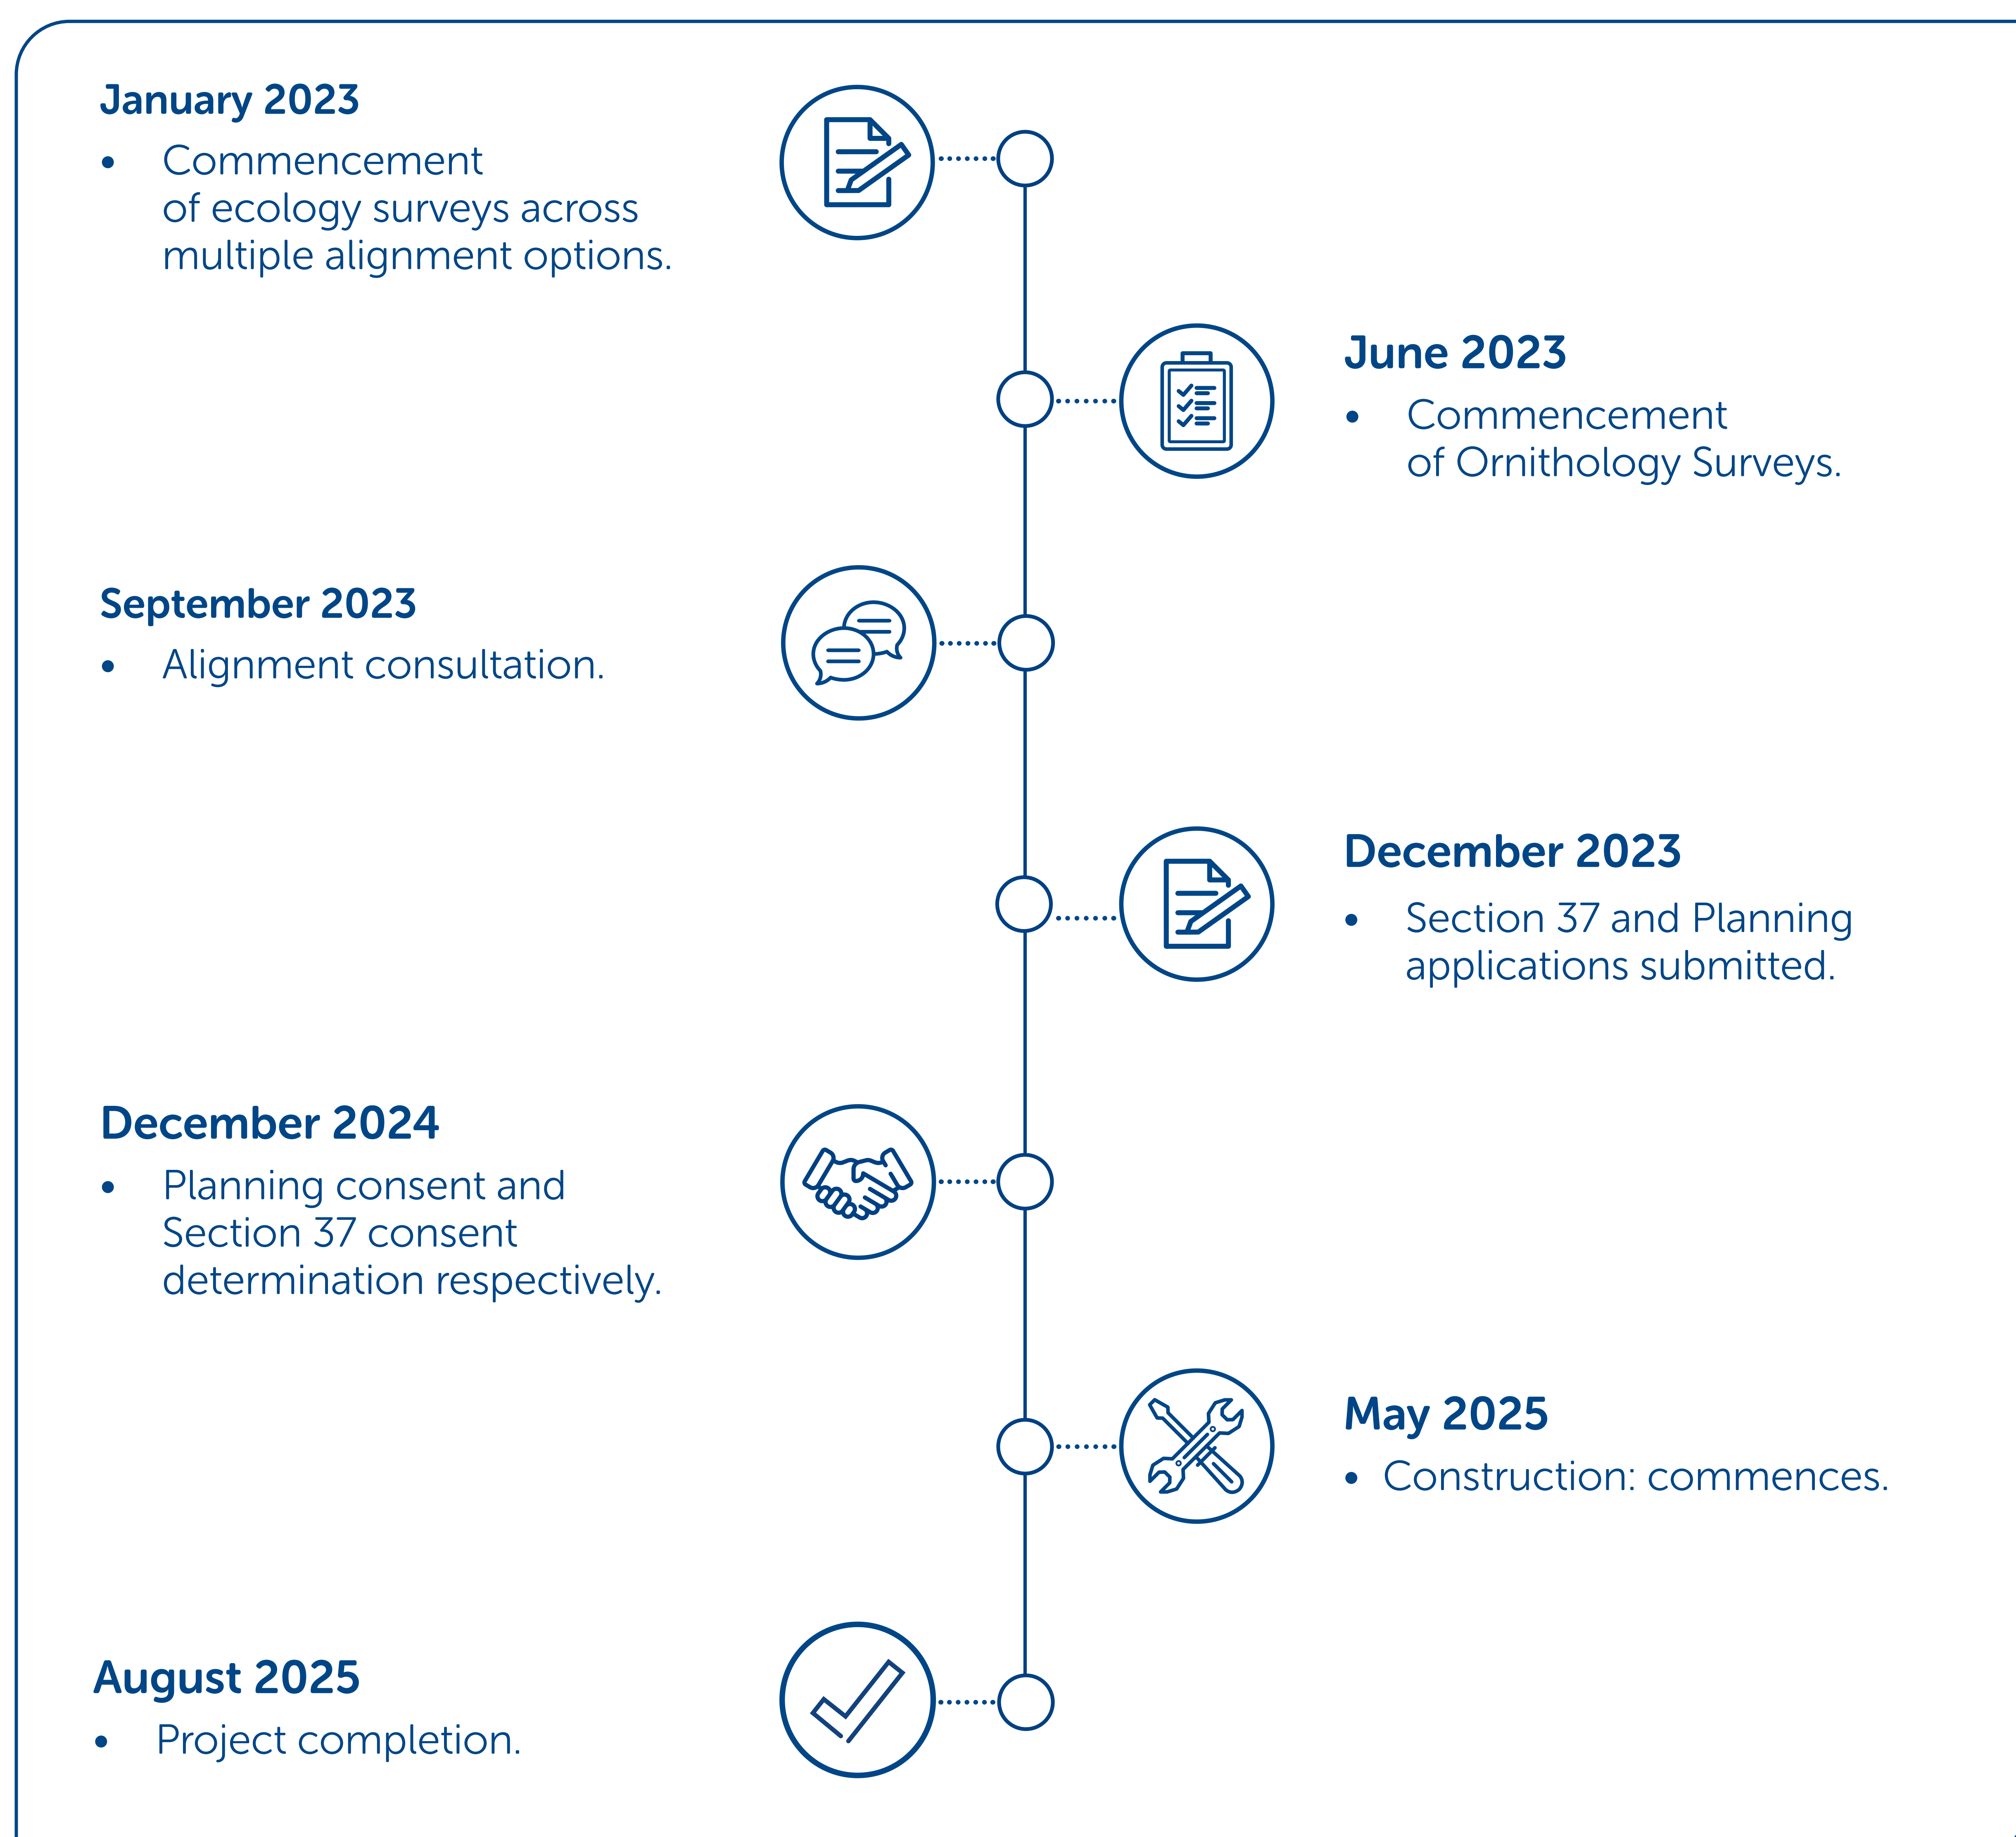 January 2023
• Commencement
of ecology surveys across
multiple alignment options.
June 2023
• Commencement
of Ornithology Surveys.
September 2023
• Alignment consultation.
December 2023
• Section 37 and Planning
applications submitted.
December 2024
• Planning consent and
Section 37 consent
determination respectively.
May 2025
• Construction: commences.
August 2025
• Project completion.